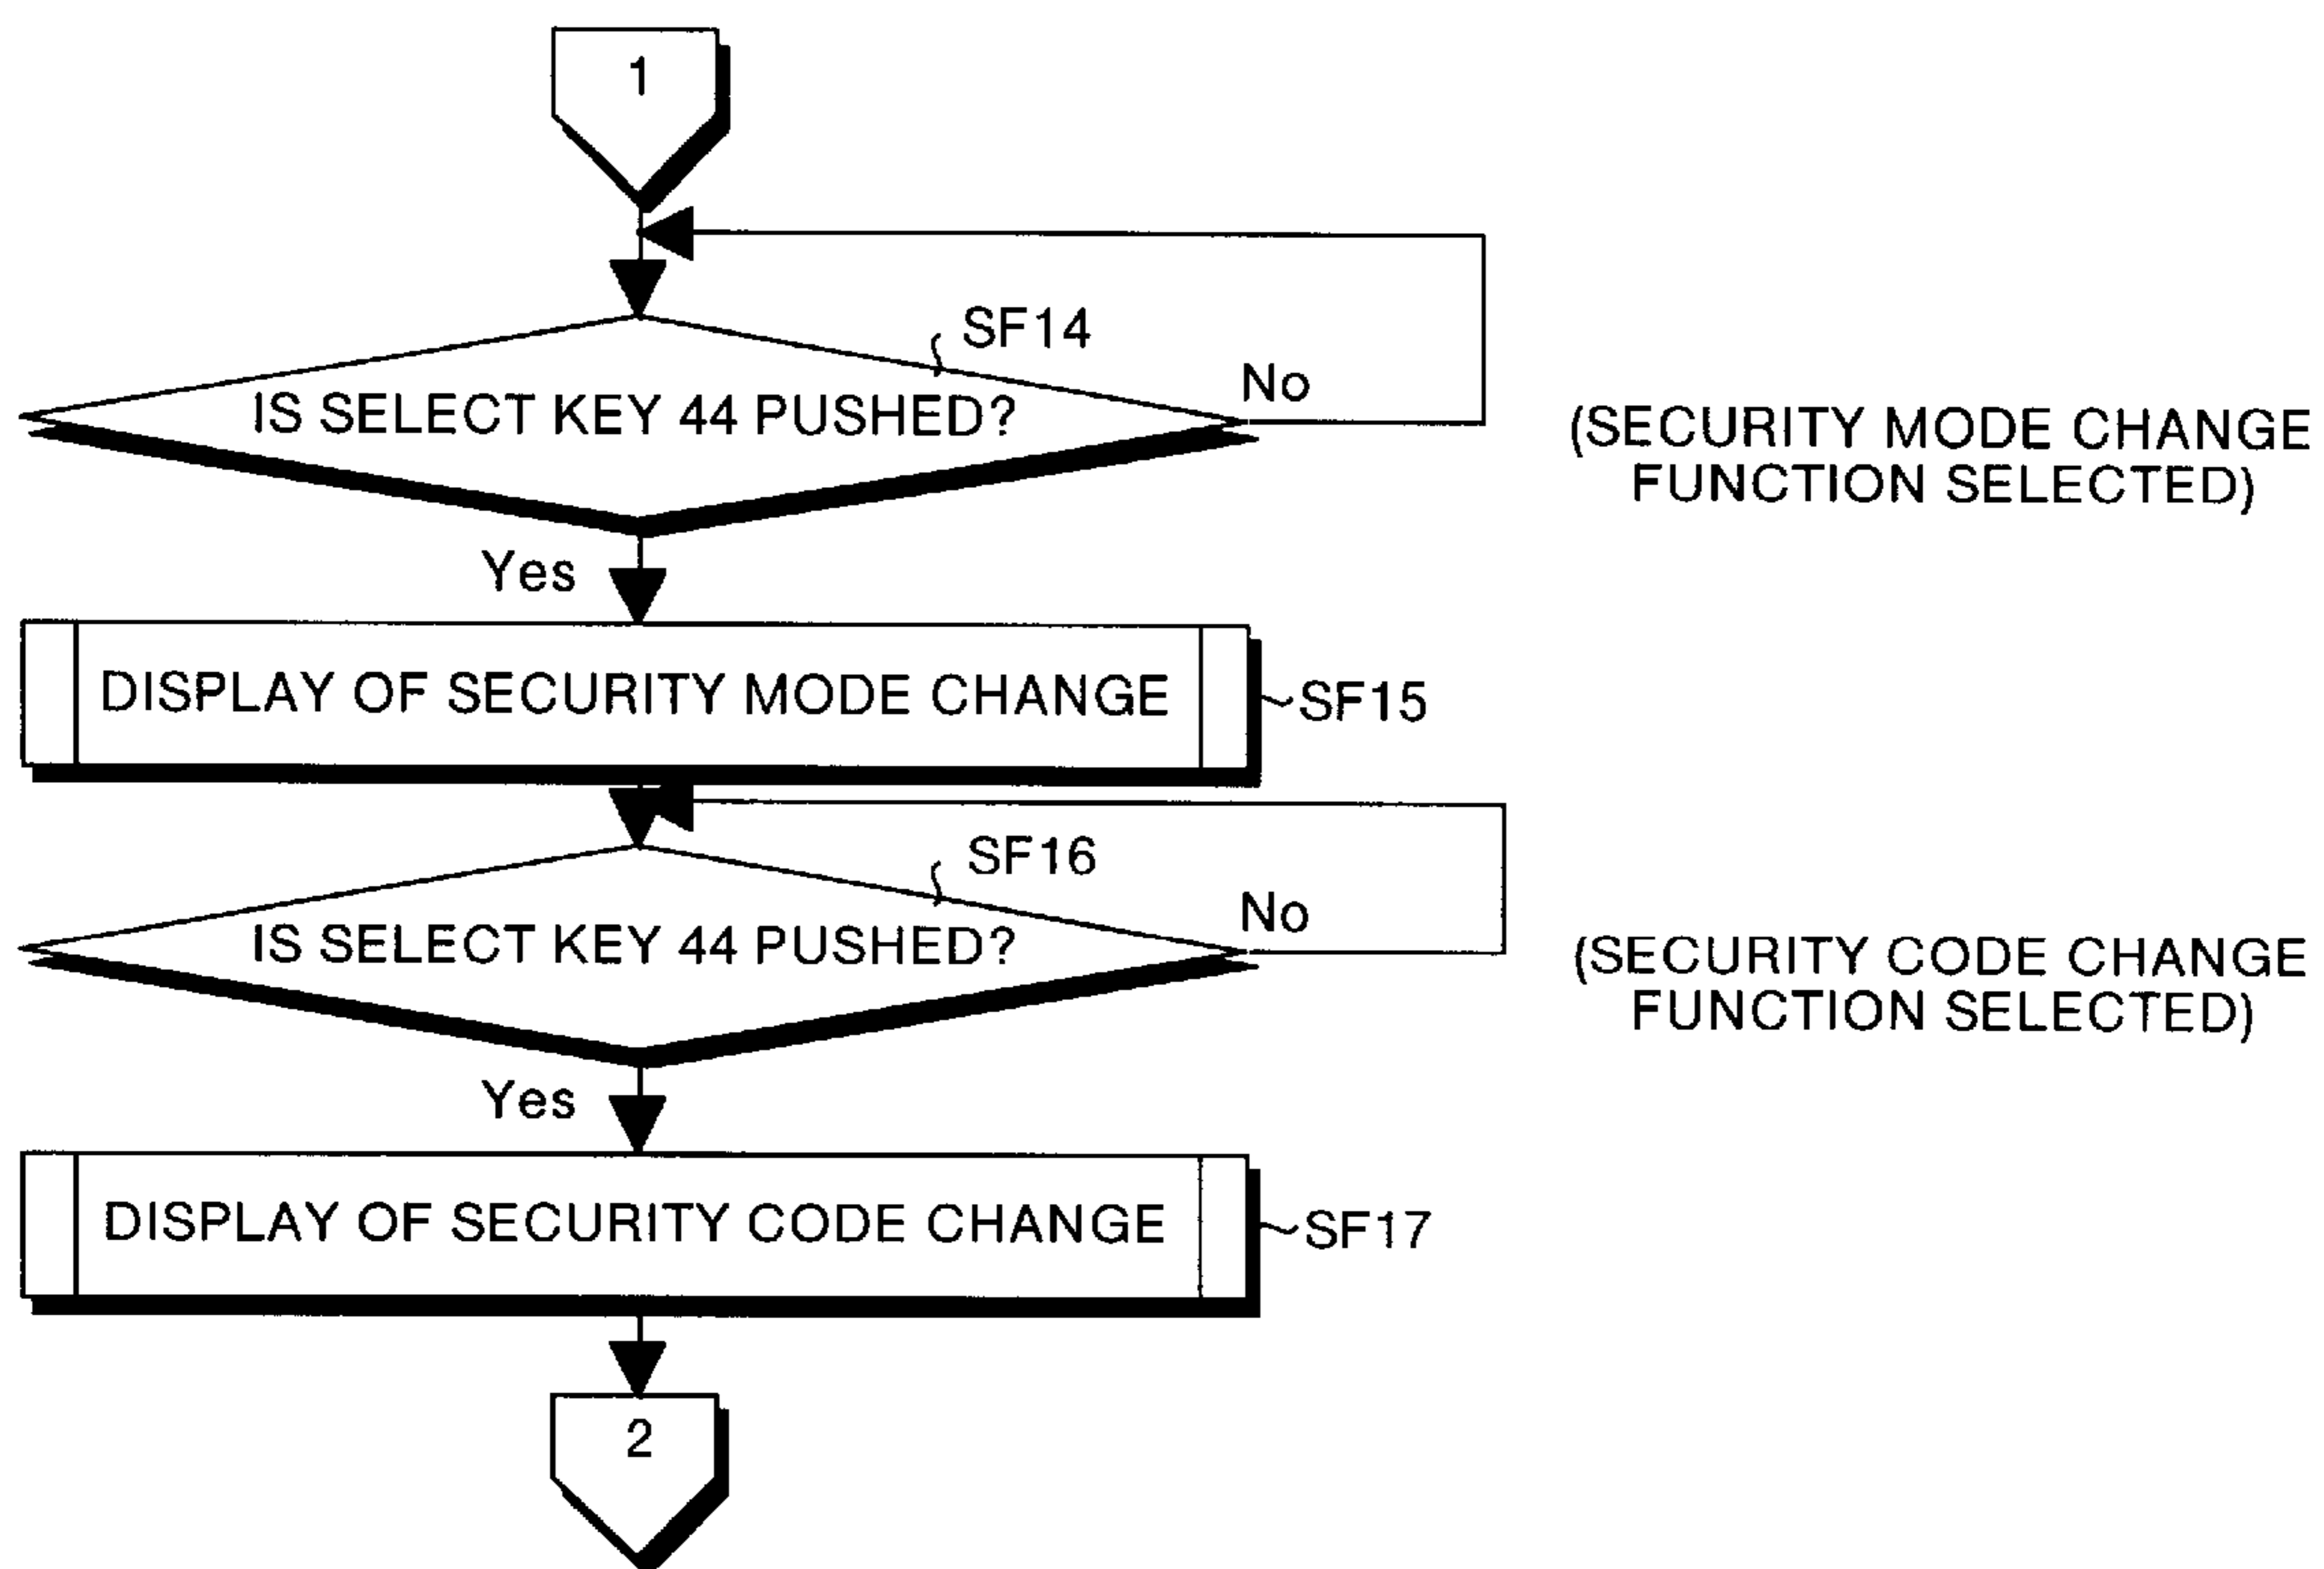 1
SF14
IS SELECT KEY 44 PUSHED?
No
(SECURITY MODE CHANGE
FUNCTION SELECTED)
Yes
DISPLAY OF SECURITY MODE CHANGE
SF15
SF16
IS SELECT KEY 44 PUSHED?
No
(SECURITY CODE CHANGE
FUNCTION SELECTED)
Yes
DISPLAY OF SECURITY CODE CHANGE
SF17
2